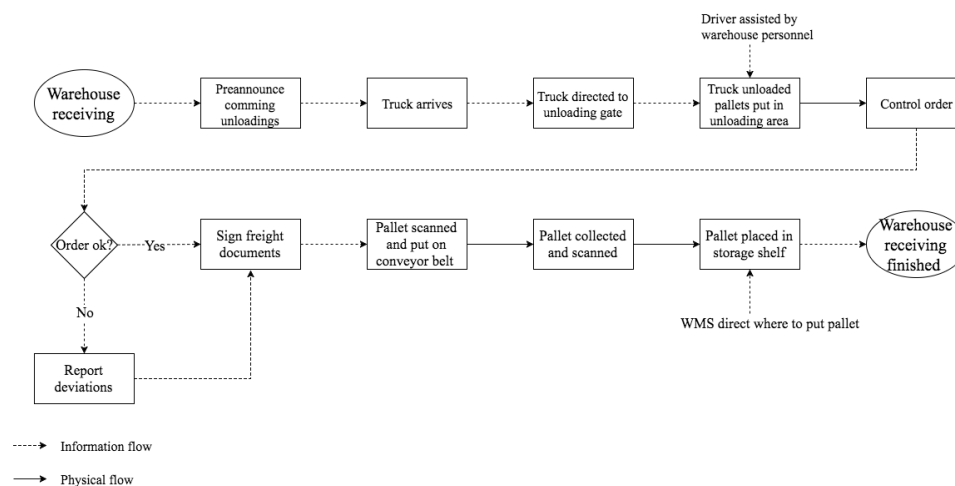 Driver assisted by
warehouse personnel
Warehouse
receiving
Preannounce
comming
unloadings
Truck arrives
Truck directed to
unloading gate
Truck unloaded
pallets put in
unloading area
Control order
Order ok?
Yes
Sign freight
documents
Pallet scanned
and put on
conveyor belt
Pallet collected
and scanned
Pallet placed in
storage shelf
Warehouse
receiving
finished
No
WMS direct where to put pallet
Report
deviations
Information flow
Physical flow